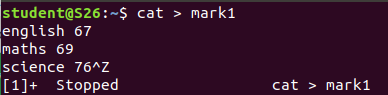 student@S26:~$ cat > mark1
english 67
maths 69
science 76^Z
[1]+  Stopped                 cat > mark1